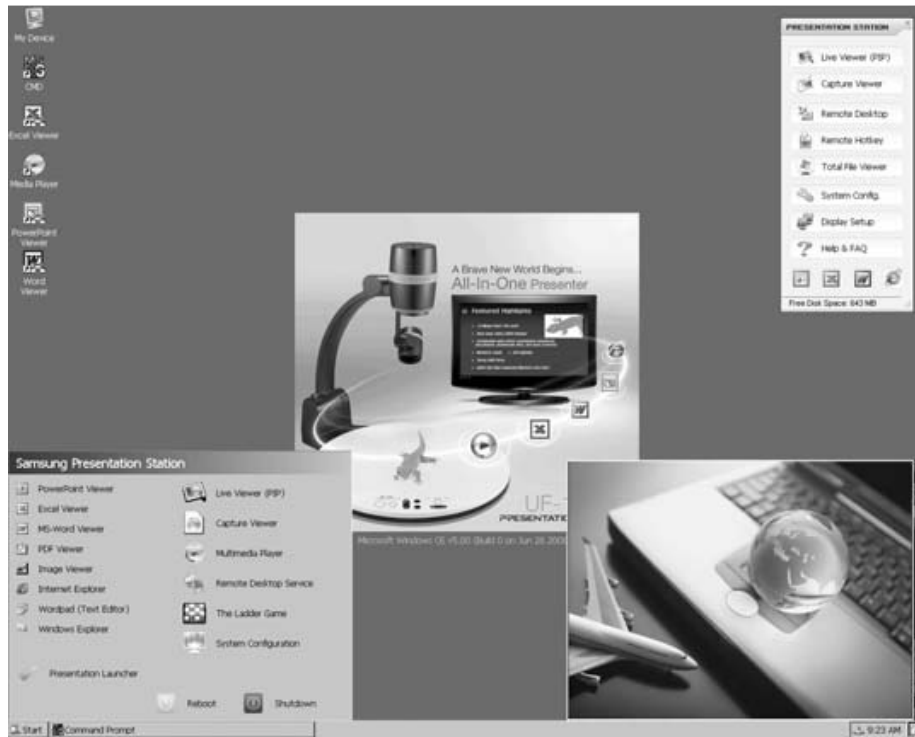 My Device
CMD
Excel Viewer
Media Player
PowerPoint
Viewer
Word
Viewer
PRESENTATION STATION
Live Viewer (PIP)
Capture Viewer
Remote Desktop
Remote Hotkey
Total File Viewer
System Config.
Display Setup
Help & FAQ
Free Disk Space: 643 MB
A Brave New World Begins...
All-In-One Presenter
Featured Highlights
UF-
PRESENTATIO
Microsoft Windows CE v5.00 (Build 0 on Jun 26 200
Samsung Presentation Station
PowerPoint Viewer
Excel Viewer
MS-Word Viewer
PDF Viewer
Image Viewer
Internet Explorer
Wordpad (Text Editor)
Windows Explorer
Presentation Launcher
Live Viewer (PIP)
Capture Viewer
Multimedia Player
Remote Desktop Service
The Ladder Game
System Configuration
Reboot
Shutdown
Start
Command Prompt
9:23 AM